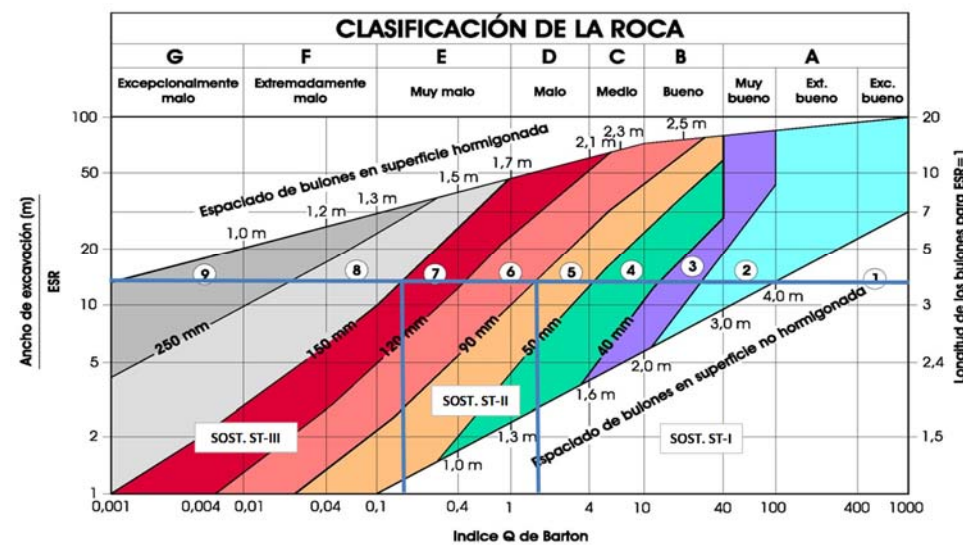 CLASIFICACIÓN DE LA ROCA
G F E D C B A
Excepcionalmente malo
Extremadamente malo
Muy malo
Malo
Medio
Bueno
Muy bueno
Ext. bueno
Exc. bueno
100
50
20
10
5
2
1
Ancho de excavación (m)
ESR
20
10
7
5
3
2,4
1,5
Longitud de los bulones para ESR=1
Espaciado de bulones en superficie hormigonada
1,0 m
1,2 m
1,3 m
1,5 m
1,7 m
2,1 m
2,3 m
2,5 m
9 8 7 6 5 4 3 2 1
250 mm
150 mm
120 mm
90 mm
50 mm
40 mm
4,0 m
3,0 m
2,0 m
1,6 m
1,3 m
1,0 m
Espaciado de bulones en superficie no hormigonada
SOST. ST-III
SOST. ST-II
SOST. ST-I
0,001 0,004 0,01 0,04 0,1 0,4 1 4 10 40 100 400 1000
Indice Q de Barton